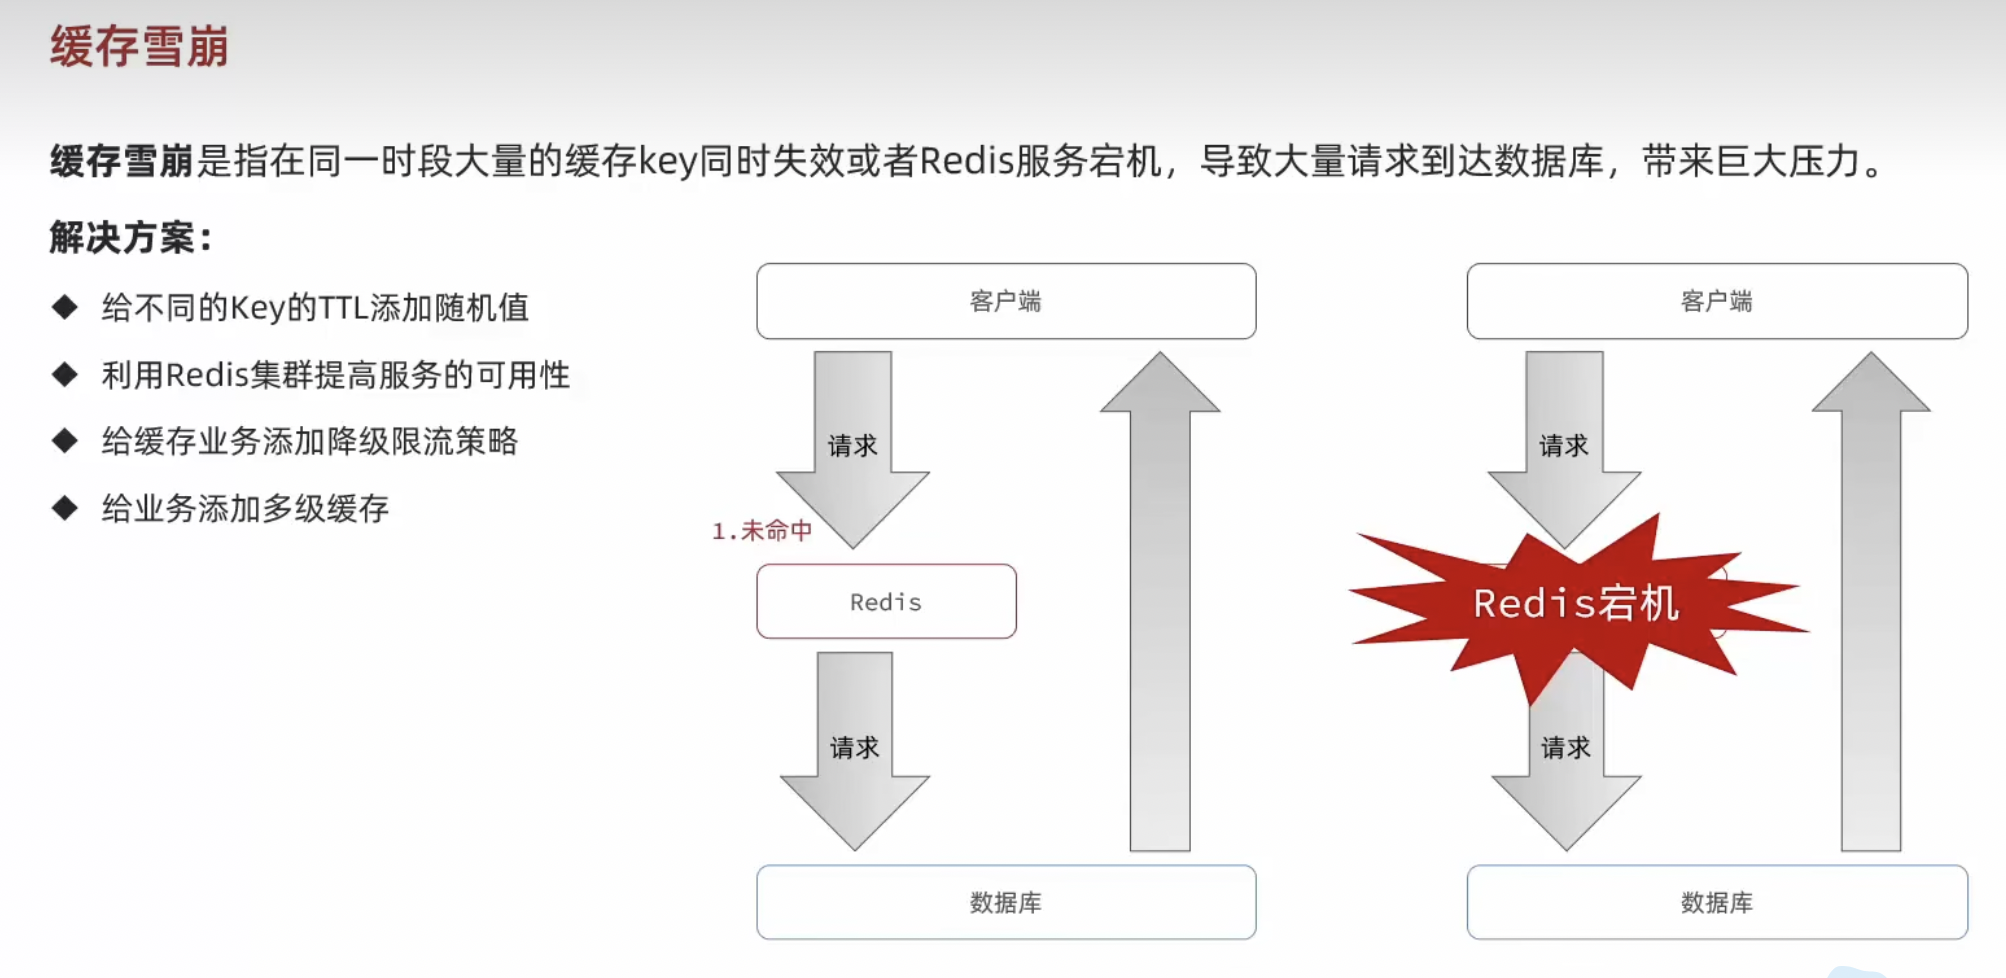 缓存雪崩
缓存雪崩是指在同一时段大量的缓存key同时失效或者Redis服务宕机，导致大量请求到达数据库，带来巨大压力。
解决方案：
◆ 给不同的Key的TTL添加随机值
◆ 利用Redis集群提高服务的可用性
◆ 给缓存业务添加降级限流策略
◆ 给业务添加多级缓存
客户端
请求
1.未命中
Redis
请求
数据库
客户端
请求
Redis宕机
请求
数据库